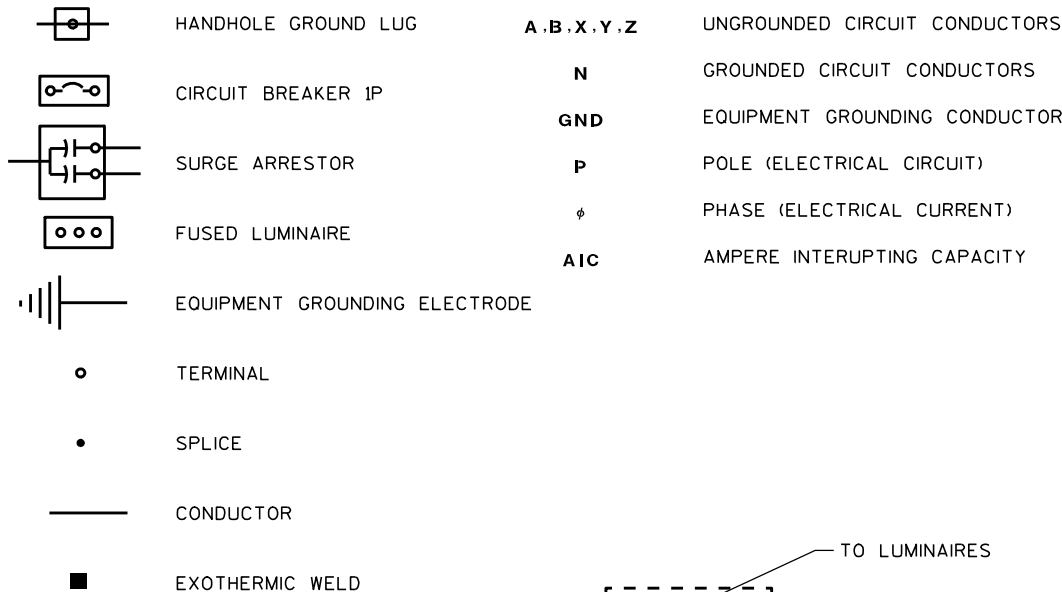 HANDHOLE GROUND LUG
CIRCUIT BREAKER 1P
SURGE ARRESTOR
FUSED LUMINAIRE
EQUIPMENT GROUNDING ELECTRODE
TERMINAL
SPLICE
CONDUCTOR
EXOTHERMIC WELD
A,B,X,Y,Z UNGROUNDED CIRCUIT CONDUCTORS
N GROUNDED CIRCUIT CONDUCTORS
GND EQUIPMENT GROUNDING CONDUCTOR
P POLE (ELECTRICAL CIRCUIT)
ϕ PHASE (ELECTRICAL CURRENT)
AIC AMPERE INTERUPTING CAPACITY
TO LUMINAIRES